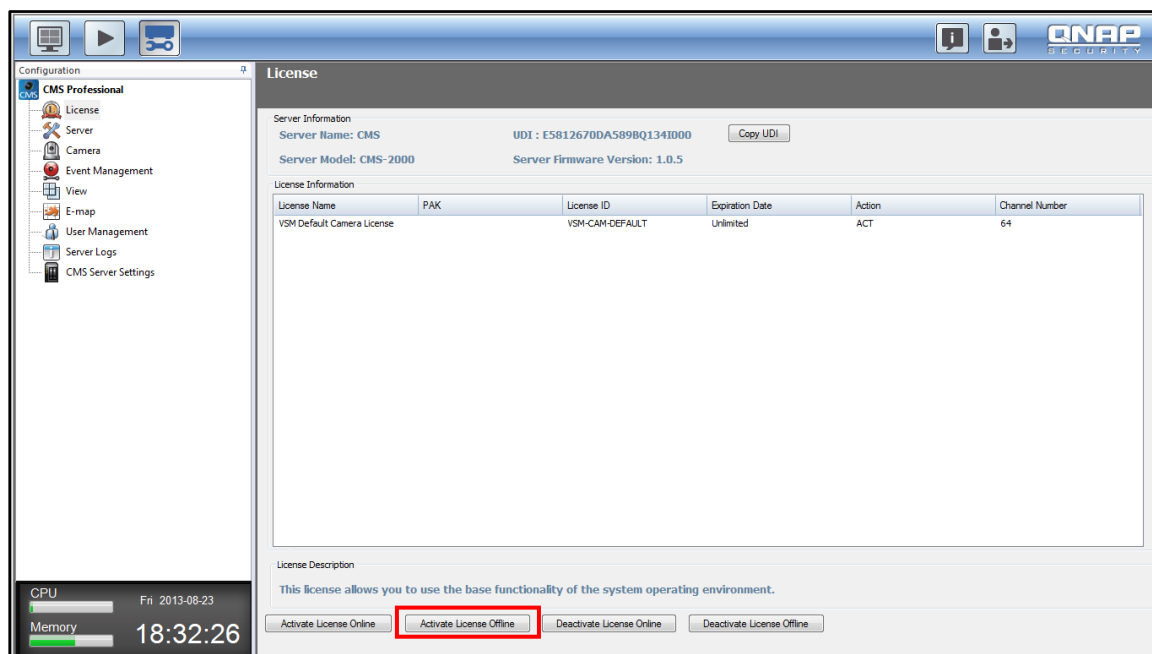 QNAP
SECURITY
Configuration
CMS Professional
License
Server
Camera
Event Management
View
E-map
User Management
Server Logs
CMS Server Settings
CPU
Fri 2013-08-23
Memory
18:32:26
License
Server Information
Server Name: CMS UDI : E5812670DA589BQ134I000 Copy UDI
Server Model: CMS-2000 Server Firmware Version: 1.0.5
License Information
License Name PAK License ID Expiration Date Action Channel Number
VSM Default Camera License VSM-CAM-DEFAULT Unlimited ACT 64
License Description
This license allows you to use the base functionality of the system operating environment.
Activate License Online Activate License Offline Deactivate License Online Deactivate License Offline